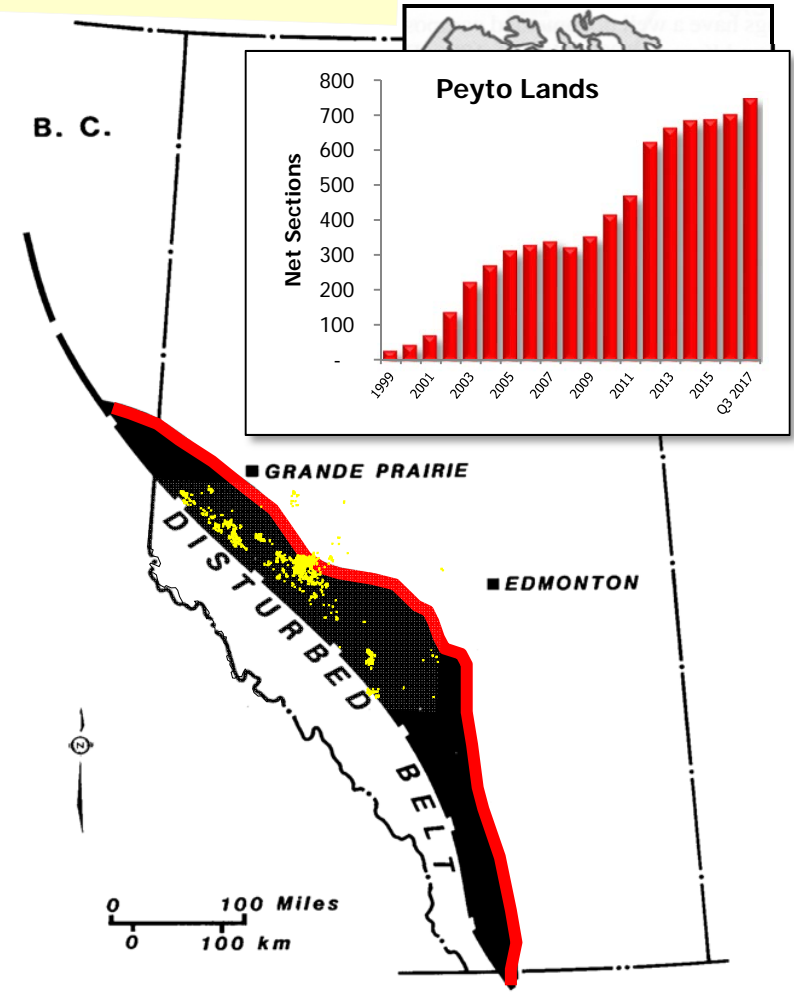 B. C.
Peyto Lands
Net Sections
800
700
600
500
400
300
200
100
-
1999
2001
2003
2005
2007
2009
2011
2013
2015
Q3 2017
GRANDE PRAIRIE
EDMONTON
DISTURBED
BELT
N
0 100 Miles
0 100 km